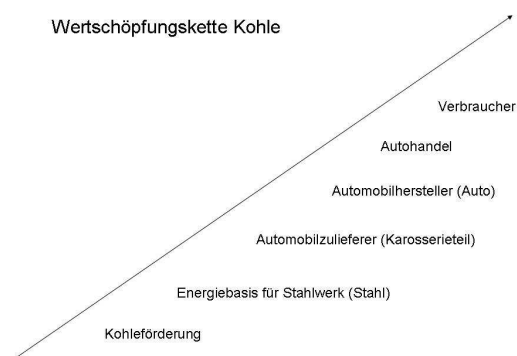 Wertschöpfungskette Kohle
Verbraucher
Autohandel
Automobilhersteller (Auto)
Automobilzulieferer (Karosserieteil)
Energiebasis für Stahlwerk (Stahl)
Kohleförderung